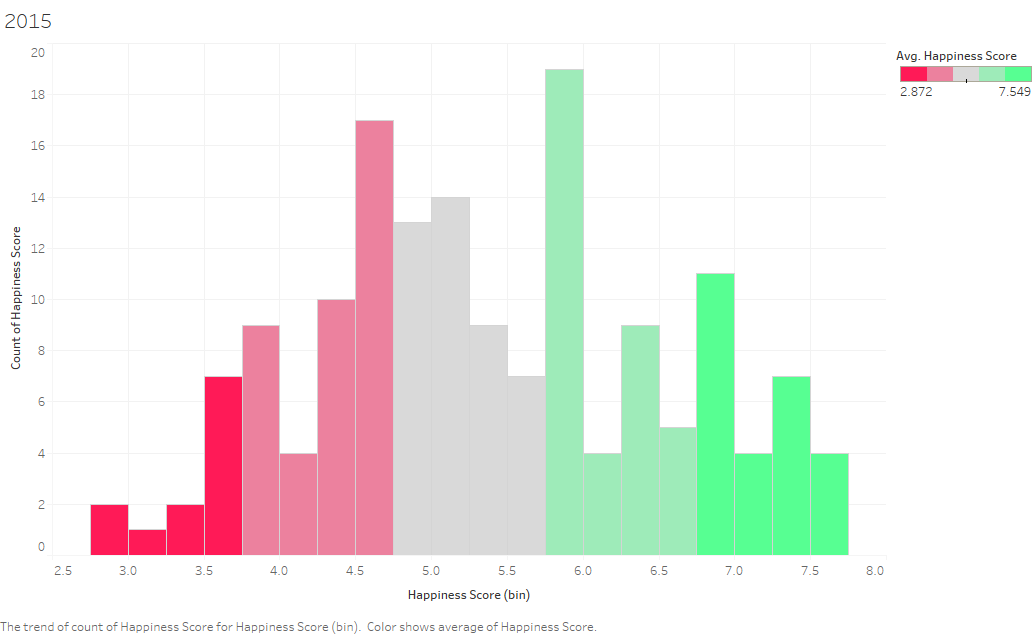 2015
Avg. Happiness Score
2.872 7.549
20
18
16
14
12
10
8
6
4
2
0
Count of Happiness Score
2.5 3.0 3.5 4.0 4.5 5.0 5.5 6.0 6.5 7.0 7.5 8.0
Happiness Score (bin)
The trend of count of Happiness Score for Happiness Score (bin).  Color shows average of Happiness Score.